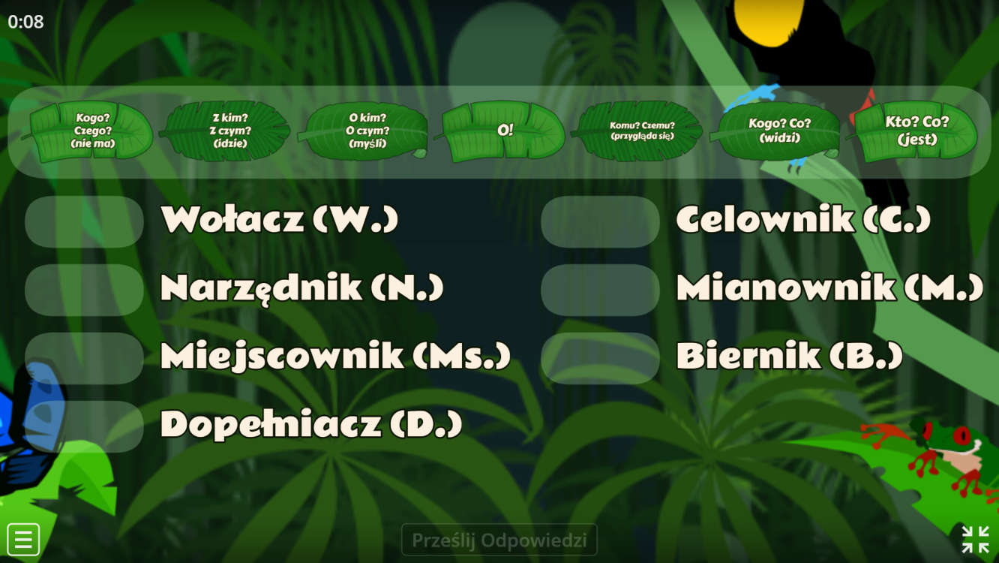 0:08
Kogo?
Czego?
(nie ma)
Z kim?
Z czym?
(idzie)
O kim?
O czym?
(myśli)
O!
Komu? Czemu?
(przygląda się)
Kogo? Co?
(widzi)
Kto? Co?
(jest)
Wołacz (W.)
Celownik (C.)
Narzędnik (N.)
Mianownik (M.)
Miejscownik (Ms.)
Biernik (B.)
Dopełniacz (D.)
Prześlij Odpowiedzi